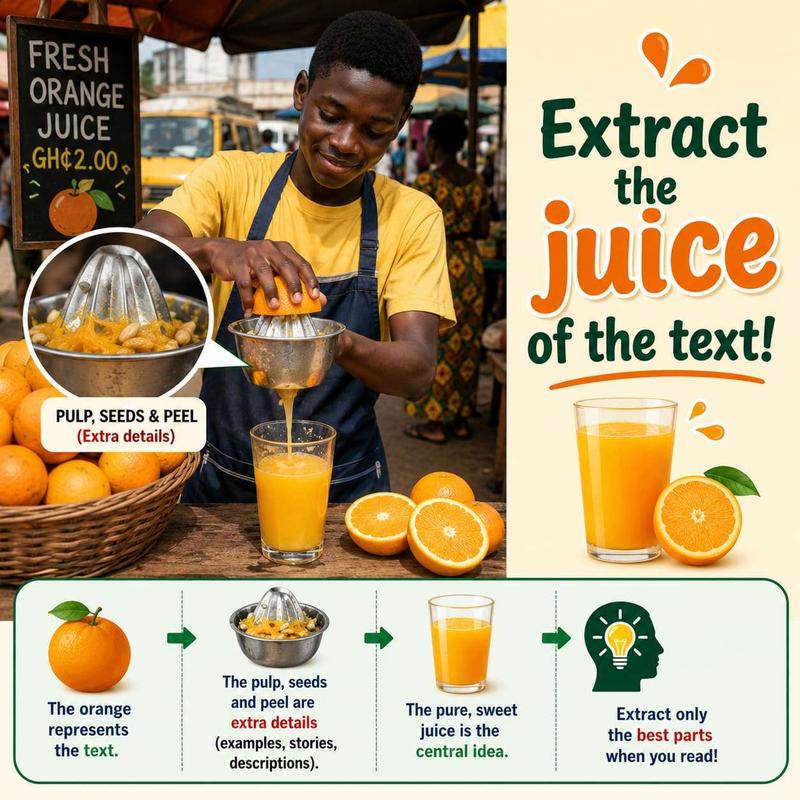 FRESH
ORANGE
JUICE
GH¢2.00
PULP, SEEDS & PEEL
(Extra details)
Extract
the
juice
of the text!
The orange
represents
the text.
The pulp, seeds
and peel are
extra details
(examples, stories,
descriptions).
The pure, sweet
juice is the
central idea.
Extract only
the best parts
when you read!